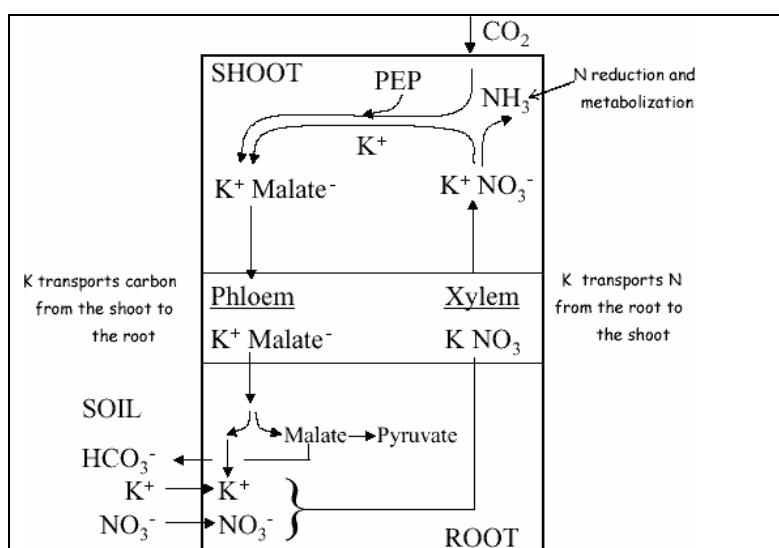 CO₂
SHOOT
PEP
NH₃
N reduction and
metabolization
K⁺
K⁺ Malate⁻
K⁺ NO₃⁻
K transports carbon
from the shoot to
the root
Phloem
Xylem
K⁺ Malate⁻
K NO₃
K transports N
from the root to
the shoot
SOIL
Malate
Pyruvate
HCO₃⁻
K⁺
K⁺
NO₃⁻
NO₃⁻
ROOT